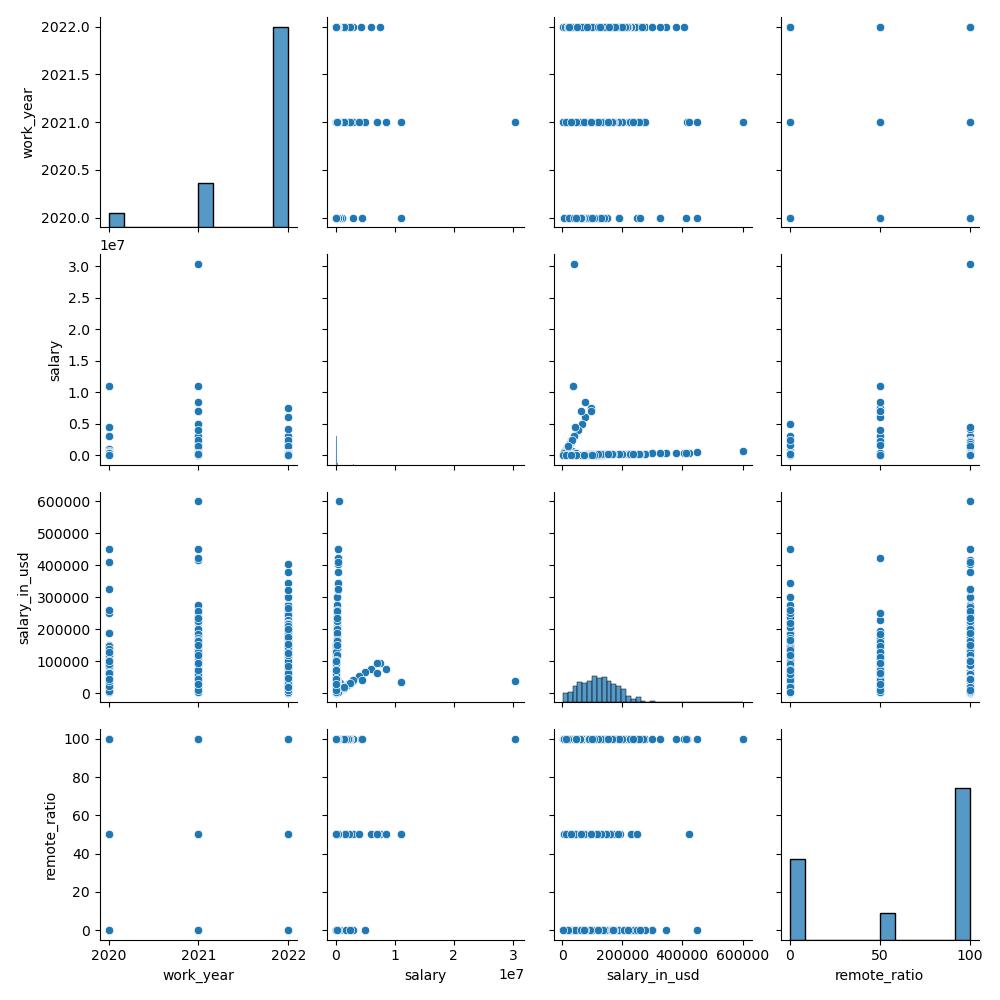 2022.0
2021.5
2021.0
2020.5
2020.0
work_year
1e7
3.0
2.5
2.0
1.5
1.0
0.5
0.0
salary
600000
500000
400000
300000
200000
100000
0
salary_in_usd
100
80
60
40
20
0
remote_ratio
2020 2021 2022
0 1 2 3
1e7
0 200000 400000 600000
0 50 100
work_year salary salary_in_usd remote_ratio